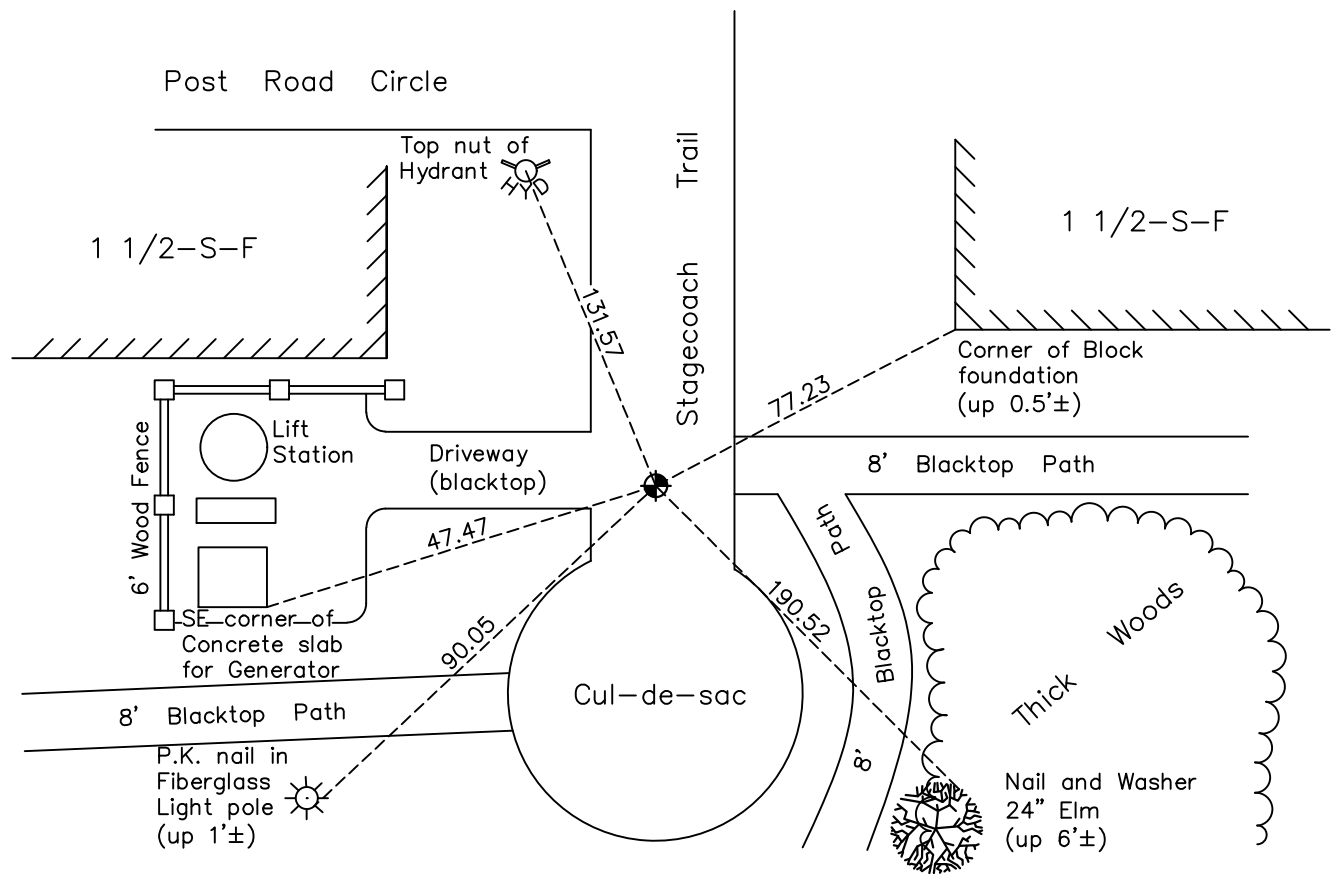 Post Road Circle
Top nut of
Hydrant
HYD
Stagecoach Trail
1 1/2-S-F
1 1/2-S-F
131.57
77.23
Corner of Block
foundation
(up 0.5'±)
6' Wood Fence
Lift
Station
Driveway
(blacktop)
8' Blacktop Path
47.47
8' Blacktop Path
190.52
Thick Woods
SE corner of
Concrete slab
for Generator
90.05
Cul-de-sac
8' Blacktop Path
P.K. nail in
Fiberglass
Light pole
(up 1'±)
Nail and Washer
24" Elm
(up 6'±)